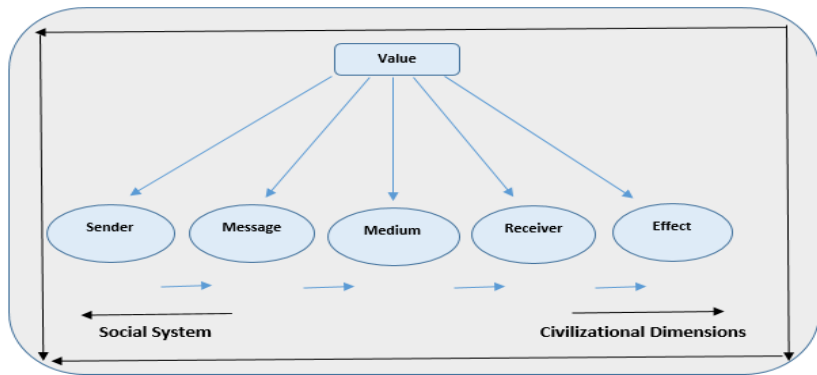 Value
Sender
Message
Medium
Receiver
Effect
Social System
Civilizational Dimensions